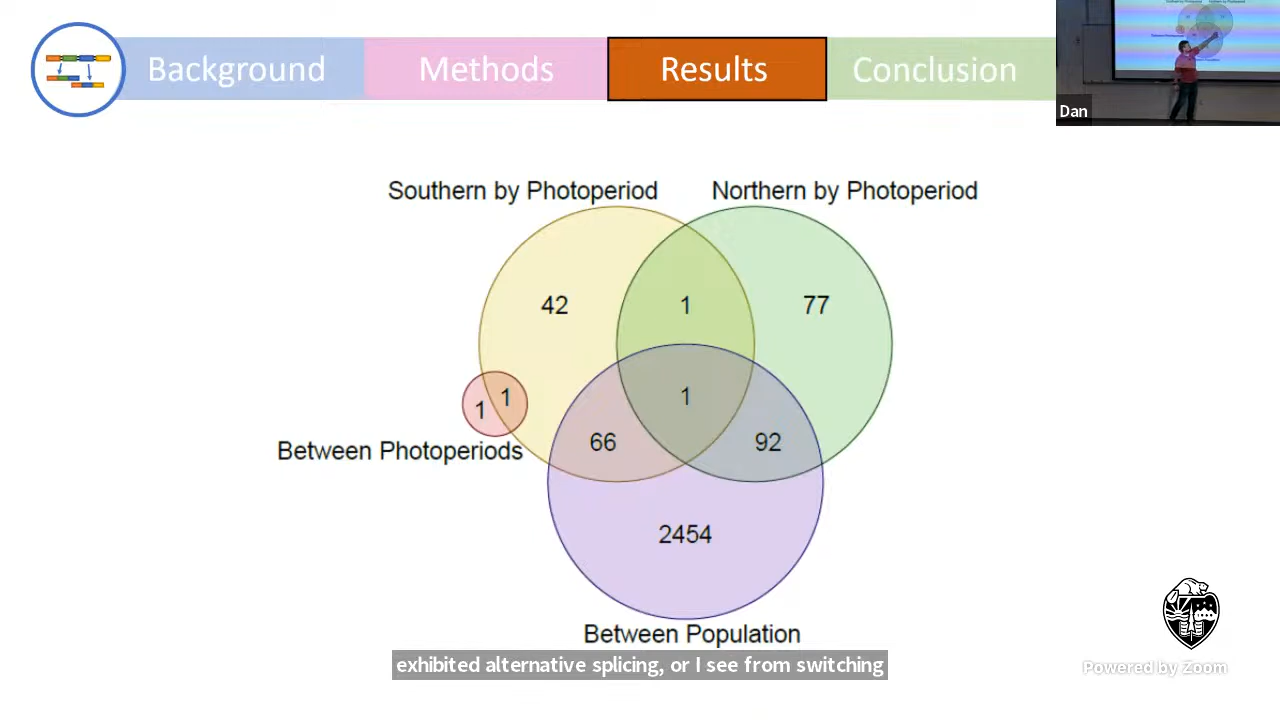 Background
Methods
Results
Conclusion
Dan
Southern by Photoperiod
Northern by Photoperiod
42
1
77
1
1
1
Between Photoperiods
66
92
2454
Between Population
exhibited alternative splicing, or I see from switching
Powered by Zoom